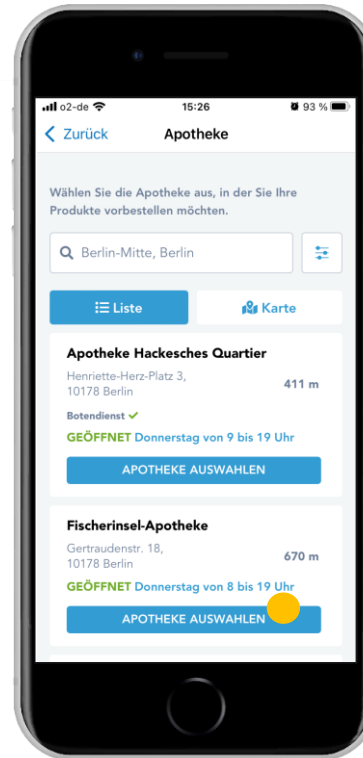 o2-de 15:26 93 %
Zurück Apotheke
Wählen Sie die Apotheke aus, in der Sie Ihre
Produkte vorbestellen möchten.
Berlin-Mitte, Berlin
Liste Karte
Apotheke Hackesches Quartier
Henriette-Herz-Platz 3,
10178 Berlin 411 m
Botendienst ✓
GEÖFFNET Donnerstag von 9 bis 19 Uhr
APOTHEKE AUSWAHLEN
Fischerinsel-Apotheke
Gertraudenstr. 18,
10178 Berlin 670 m
GEÖFFNET Donnerstag von 8 bis 19 Uhr
APOTHEKE AUSWAHLEN